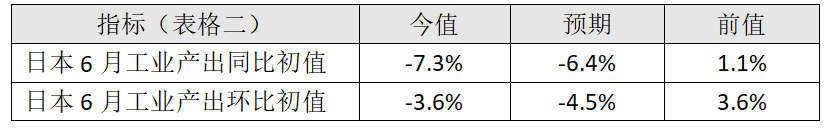 指标（表格二） 今值 预期 前值
日本 6 月工业产出同比初值 -7.3% -6.4% 1.1%
日本 6 月工业产出环比初值 -3.6% -4.5% 3.6%